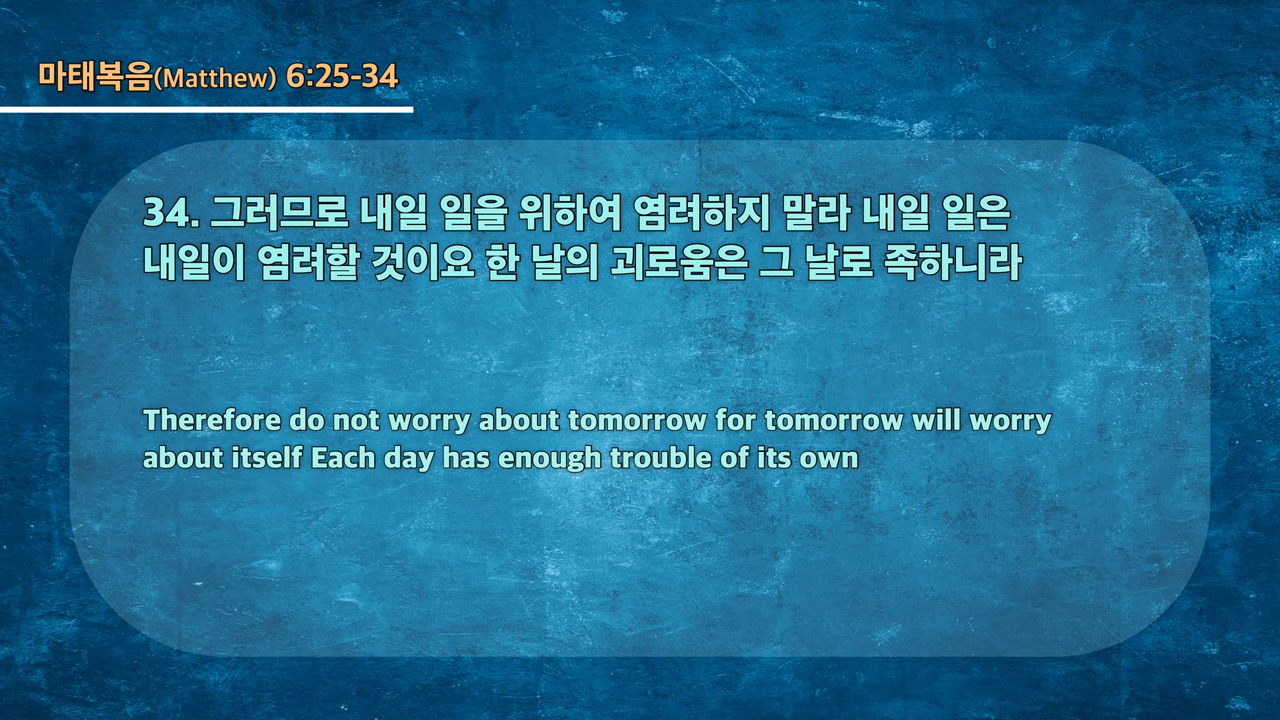 마태복음(Matthew) 6:25-34
34. 그러므로 내일 일을 위하여 염려하지 말라 내일 일은
내일이 염려할 것이요 한 날의 괴로움은 그 날로 족하니라
Therefore do not worry about tomorrow for tomorrow will worry
about itself Each day has enough trouble of its own